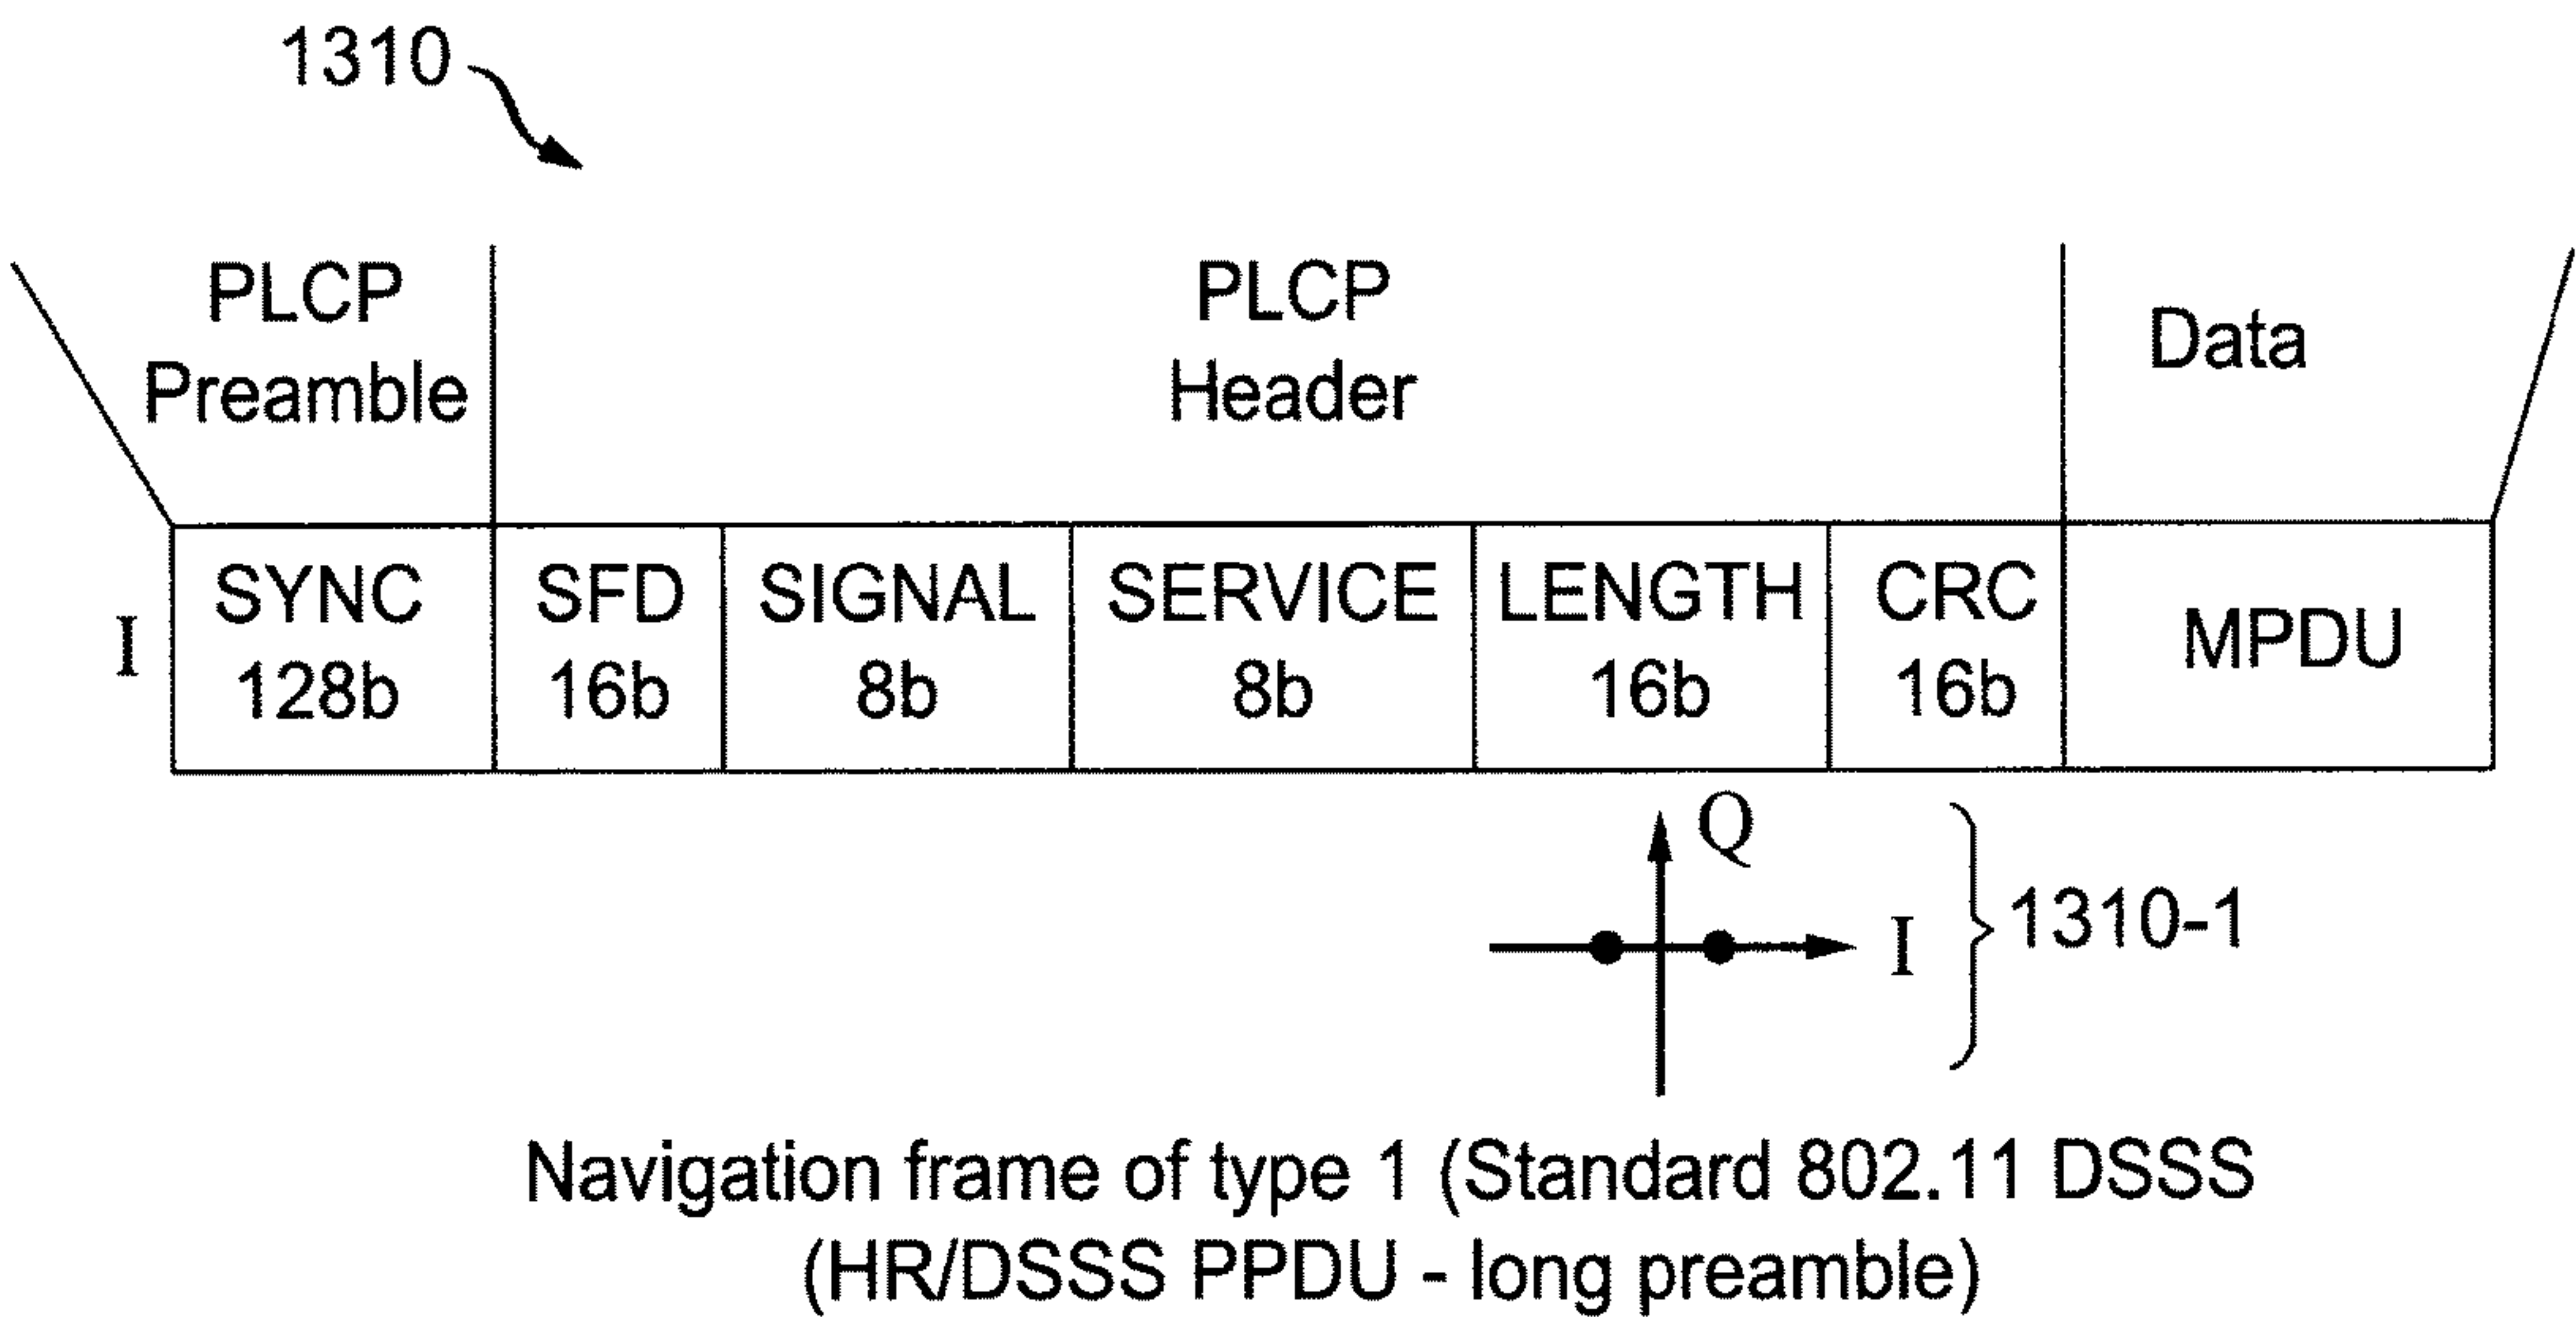 1310
PLCP
Preamble
PLCP
Header
Data
I
SYNC
128b
SFD
16b
SIGNAL
8b
SERVICE
8b
LENGTH
16b
CRC
16b
MPDU
Q
I
1310-1
Navigation frame of type 1 (Standard 802.11 DSSS
(HR/DSSS PPDU - long preamble)